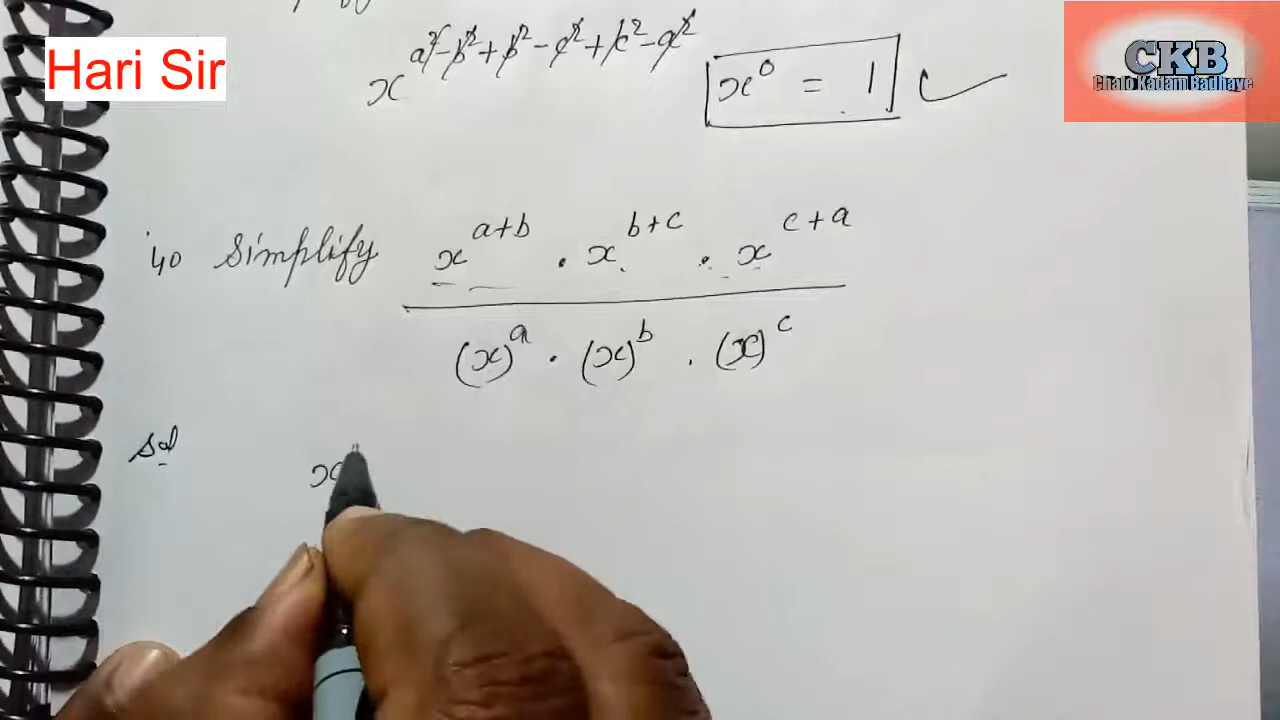 Hari Sir
CKB
Chalo Kadam Badhaye
x^{a²-b²+b²-c²+c²-a²} x⁰ = 1
40 Simplify x^{a+b} · x^{b+c} · x^{c+a}
(x)^a · (x)^b · (x)^c
Sol
x